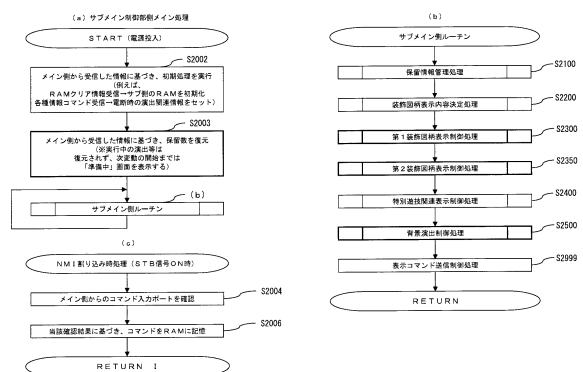 (a) サブメイン制御部側メイン処理
START (電源投入)
S2002
メイン側から受信した情報に基づき、初期処理を実行
(例えば、
RAMクリア情報受信→サブ側のRAMを初期化
各種情報コマンド受信→電断時の演出関連情報をセット)
S2003
メイン側から受信した情報に基づき、保留数を復元
(※実行中の演出等は
復元されず、次変動の開始までは
「準備中」画面を表示する)
(b)
サブメイン側ルーチン
(c)
NMI割り込み時処理 (STB信号ON時)
S2004
メイン側からのコマンド入力ポートを確認
S2006
当該確認結果に基づき、コマンドをRAMに記憶
RETURN I
(b)
サブメイン側ルーチン
S2100
保留情報管理処理
S2200
装飾図柄表示内容決定処理
S2300
第1装飾図柄表示制御処理
S2350
第2装飾図柄表示制御処理
S2400
特別遊技関連表示制御処理
S2500
背景演出制御処理
S2999
表示コマンド送信制御処理
RETURN